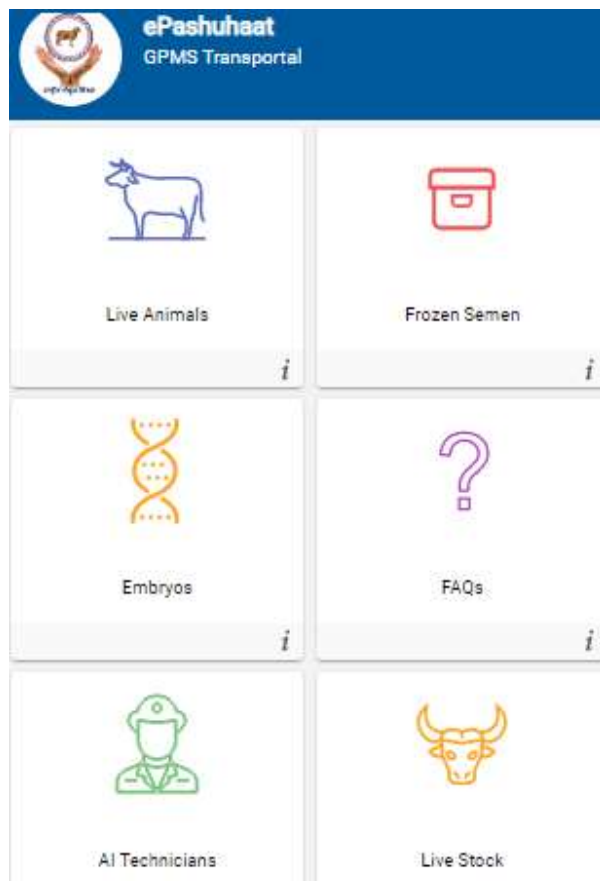 ePashuhaat
GPMS Transportal
Live Animals
Frozen Semen
i
i
Embryos
FAQs
i
i
AI Technicians
Live Stock